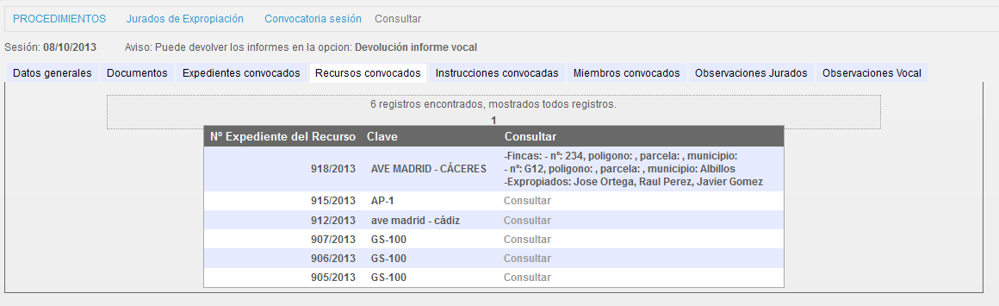 PROCEDIMIENTOS Jurados de Expropiación Convocatoria sesión Consultar
Sesión: 08/10/2013 Aviso: Puede devolver los informes en la opcion: Devolución informe vocal
Datos generales Documentos Expedientes convocados Recursos convocados Instrucciones convocadas Miembros convocados Observaciones Jurados Observaciones Vocal
6 registros encontrados, mostrados todos registros.
1
Nº Expediente del Recurso Clave Consultar
918/2013 AVE MADRID - CÁCERES -Fincas: - nº: 234, poligono: , parcela: , municipio:
- nº: G12, poligono: , parcela: , municipio: Albillos
-Expropiados: Jose Ortega, Raul Perez, Javier Gomez
915/2013 AP-1 Consultar
912/2013 ave madrid - cádiz Consultar
907/2013 GS-100 Consultar
906/2013 GS-100 Consultar
905/2013 GS-100 Consultar